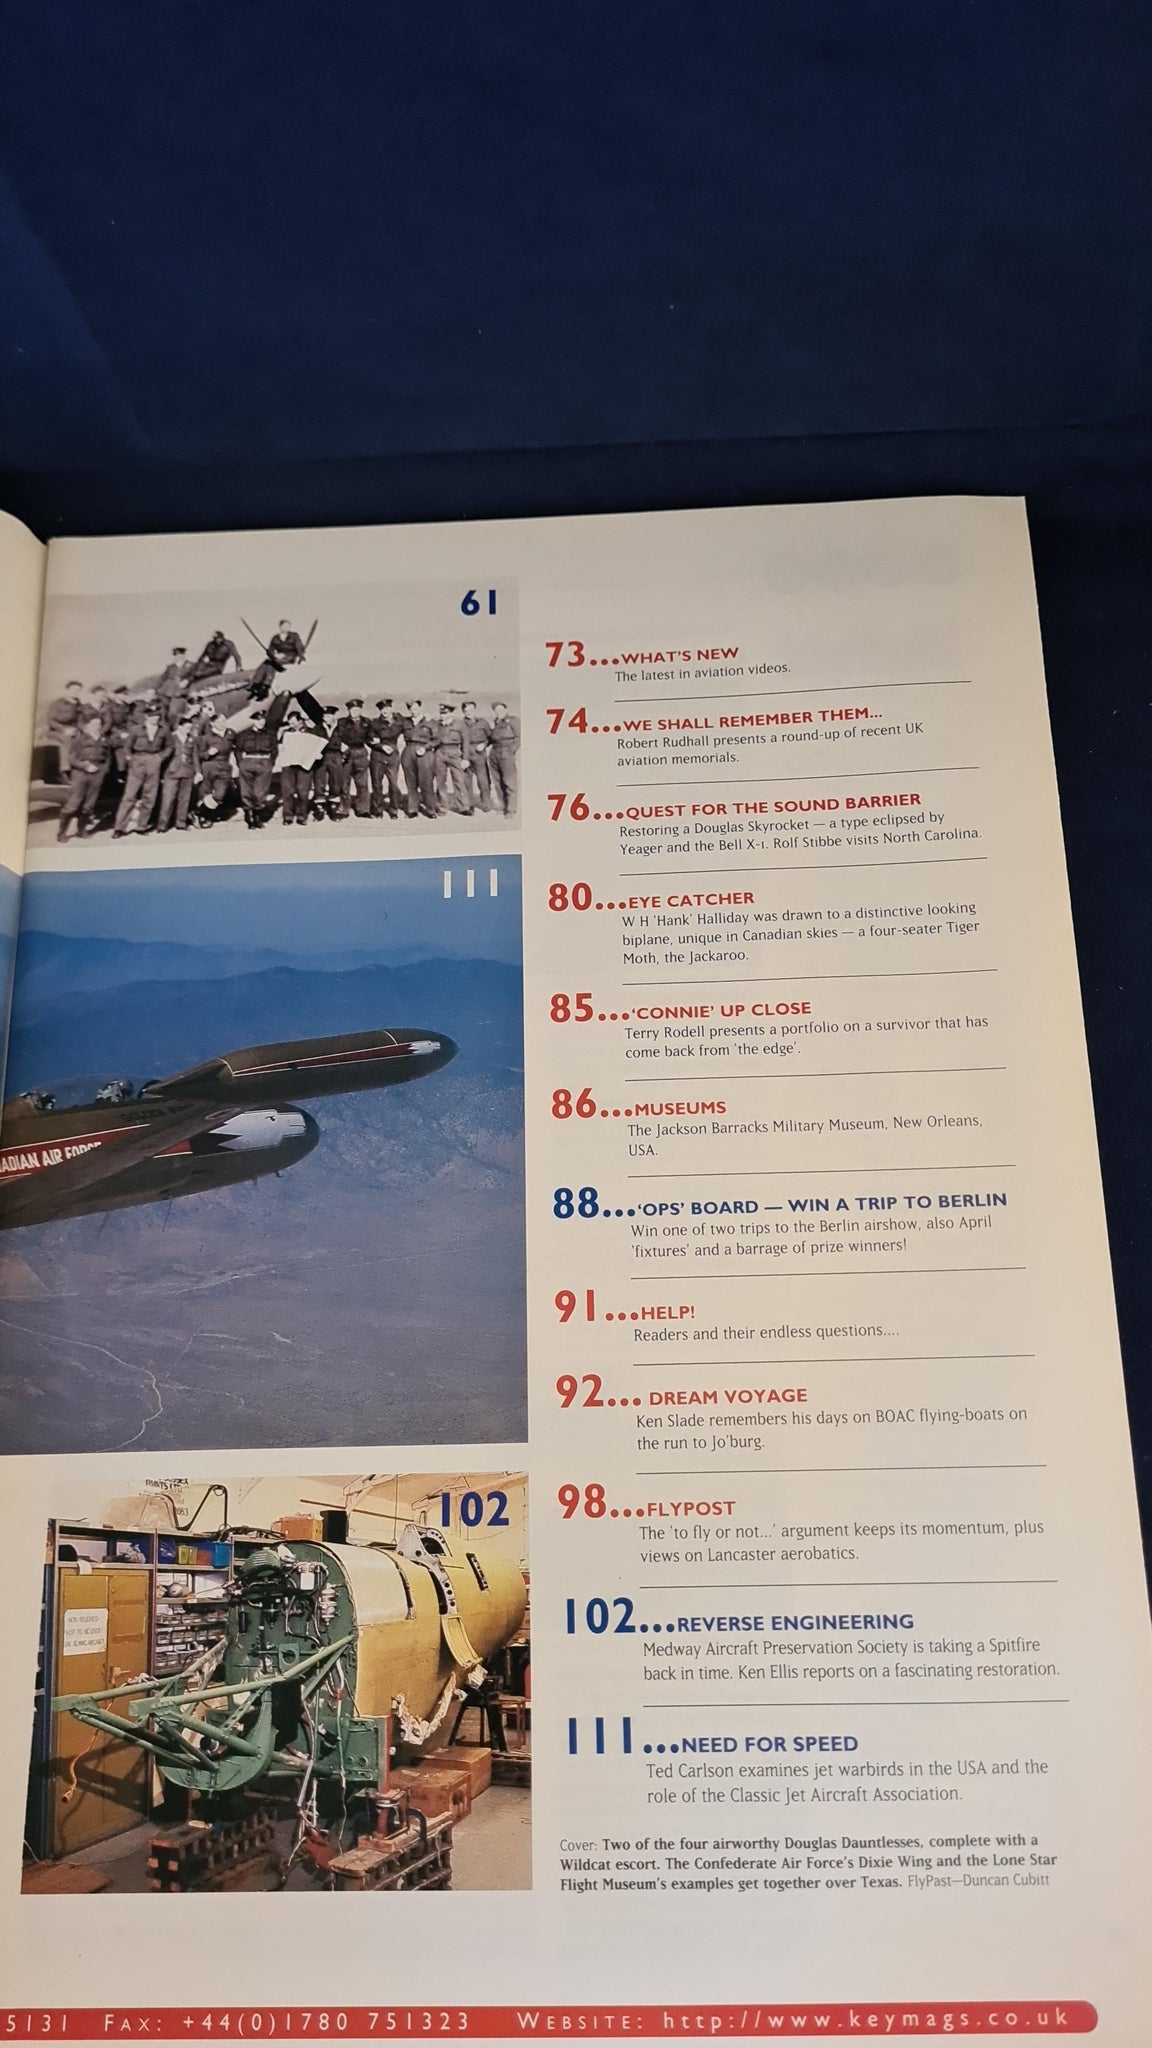 61
111
ADIAN AIR FORCE
102
73...WHAT'S NEW
The latest in aviation videos.
74...WE SHALL REMEMBER THEM...
Robert Rudhall presents a round-up of recent UK
aviation memorials.
76...QUEST FOR THE SOUND BARRIER
Restoring a Douglas Skyrocket — a type eclipsed by
Yeager and the Bell X-1. Rolf Stibbe visits North Carolina.
80...EYE CATCHER
W H 'Hank' Halliday was drawn to a distinctive looking
biplane, unique in Canadian skies — a four-seater Tiger
Moth, the Jackaroo.
85...'CONNIE' UP CLOSE
Terry Rodell presents a portfolio on a survivor that has
come back from 'the edge'.
86...MUSEUMS
The Jackson Barracks Military Museum, New Orleans,
USA.
88...'OPS' BOARD — WIN A TRIP TO BERLIN
Win one of two trips to the Berlin airshow, also April
'fixtures' and a barrage of prize winners!
91...HELP!
Readers and their endless questions....
92... DREAM VOYAGE
Ken Slade remembers his days on BOAC flying-boats on
the run to Jo'burg.
98...FLYPOST
The 'to fly or not...' argument keeps its momentum, plus
views on Lancaster aerobatics.
102...REVERSE ENGINEERING
Medway Aircraft Preservation Society is taking a Spitfire
back in time. Ken Ellis reports on a fascinating restoration.
111...NEED FOR SPEED
Ted Carlson examines jet warbirds in the USA and the
role of the Classic Jet Aircraft Association.
Cover: Two of the four airworthy Douglas Dauntlesses, complete with a
Wildcat escort. The Confederate Air Force's Dixie Wing and the Lone Star
Flight Museum's examples get together over Texas. FlyPast—Duncan Cubitt
5131 FAX: +44(0)1780 751323 WEBSITE: http://www.keymags.co.uk